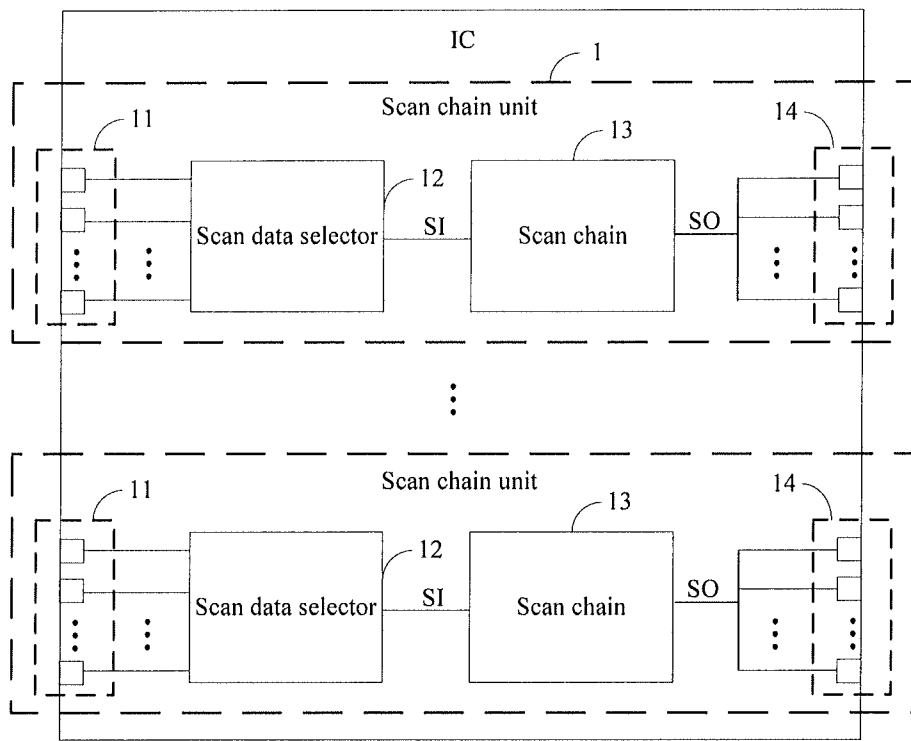 IC
1
Scan chain unit
11
13
14
12
Scan data selector
SI
Scan chain
SO
Scan chain unit
11
13
14
12
Scan data selector
SI
Scan chain
SO